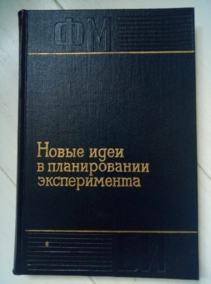 ФМ
Новые идеи
в планировании
эксперимента